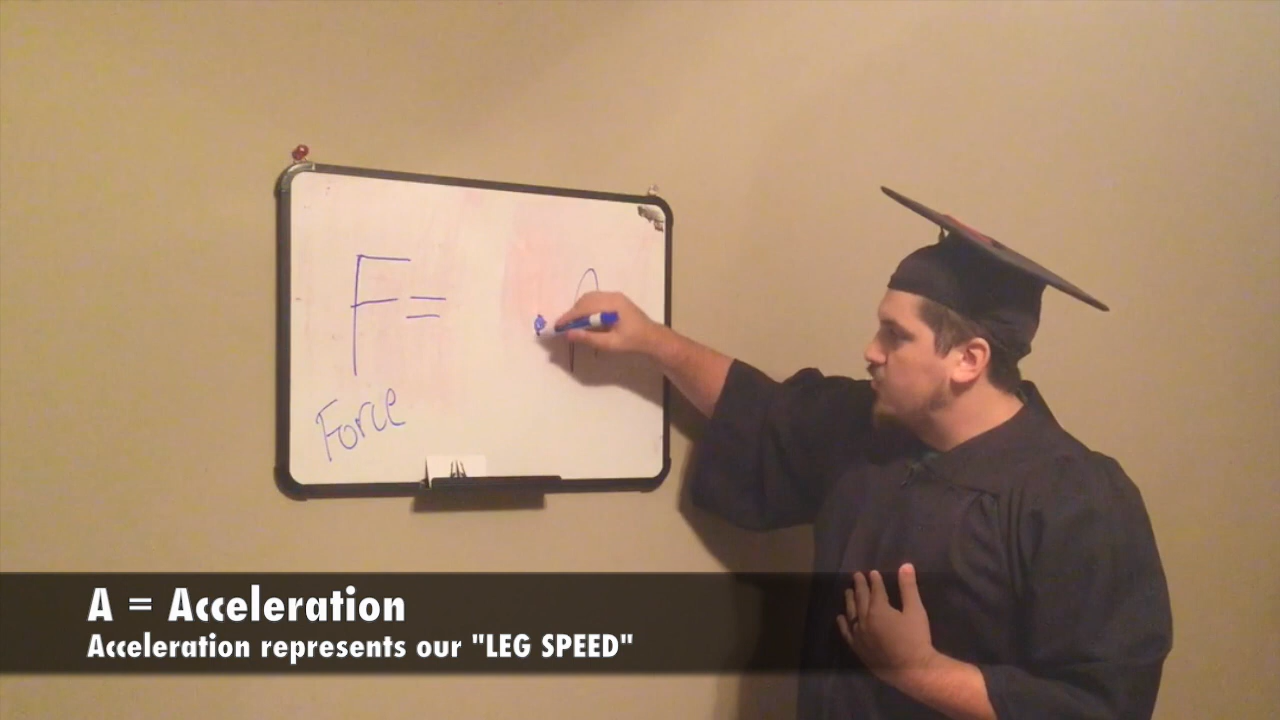 F= A
Force
A = Acceleration
Acceleration represents our "LEG SPEED"